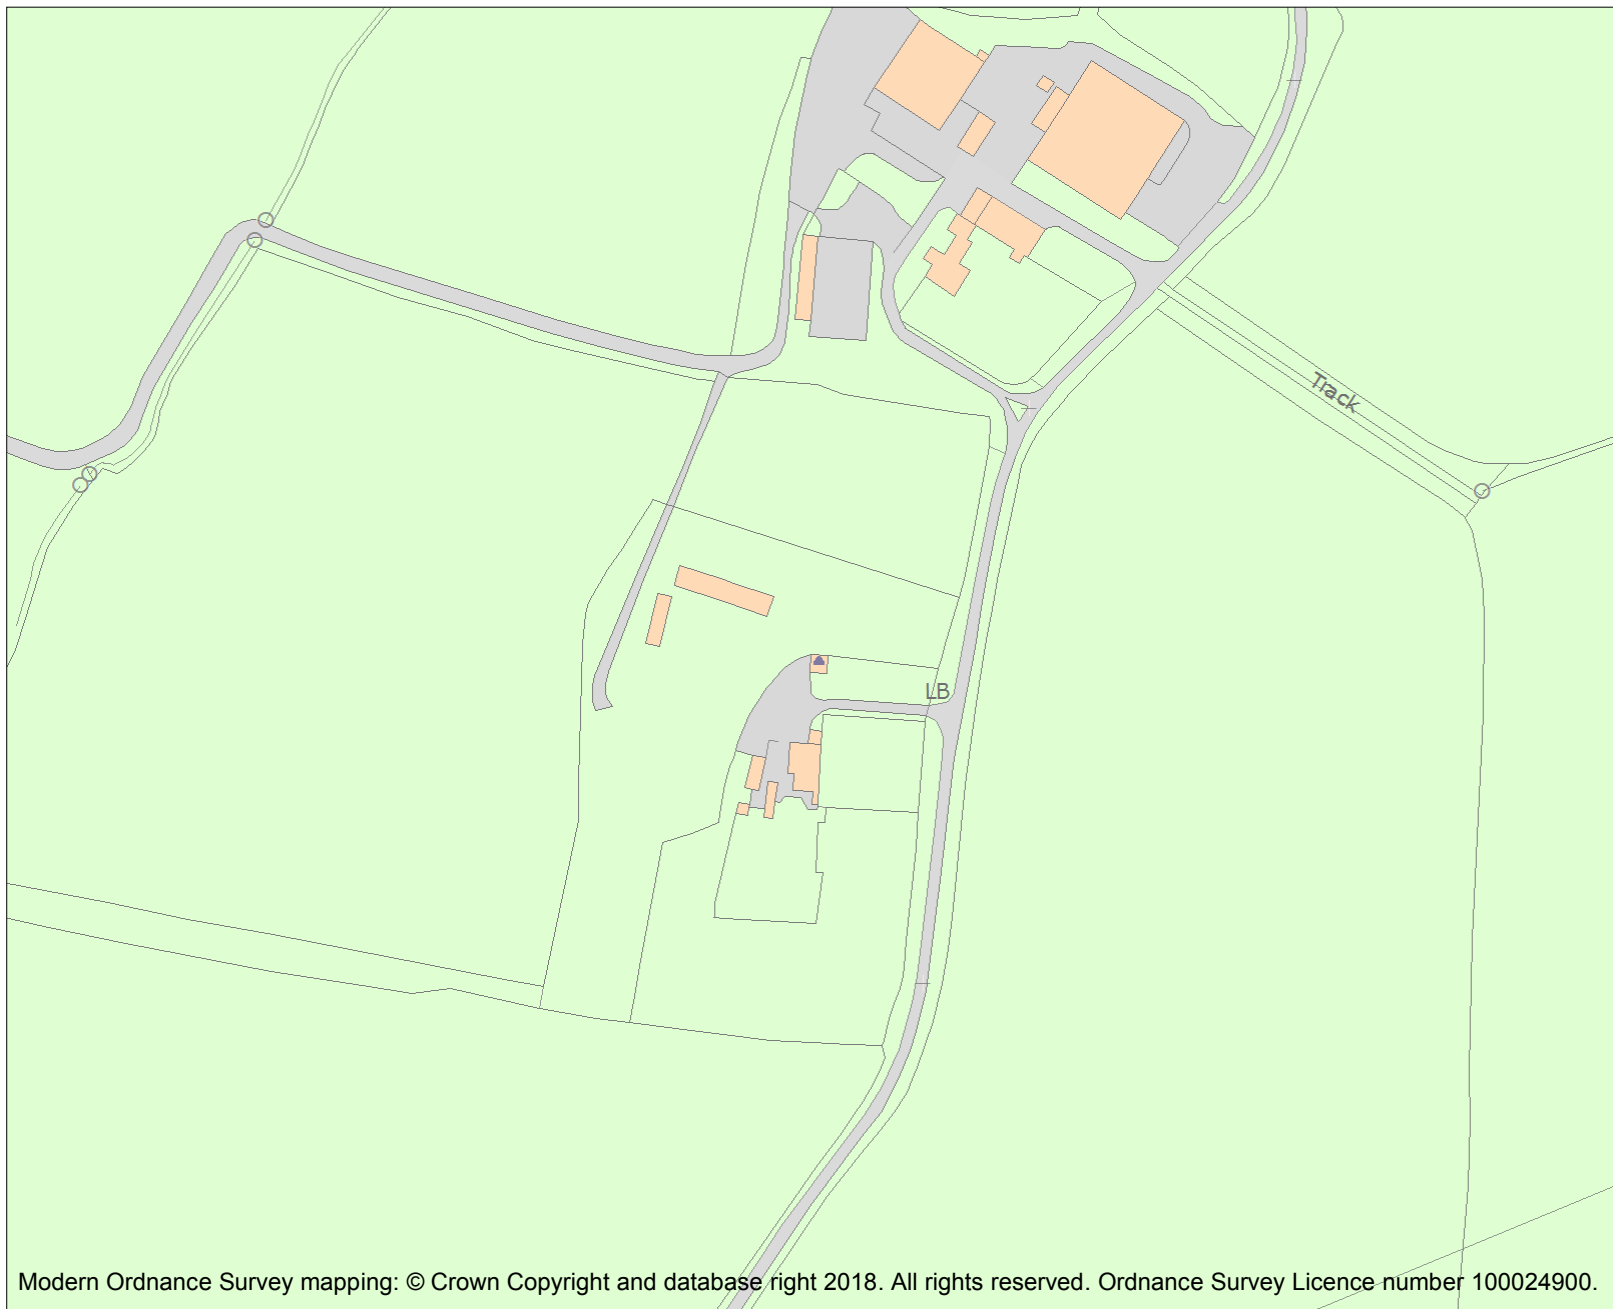 Track
LB
Modern Ordnance Survey mapping: © Crown Copyright and database right 2018. All rights reserved. Ordnance Survey Licence number 100024900.